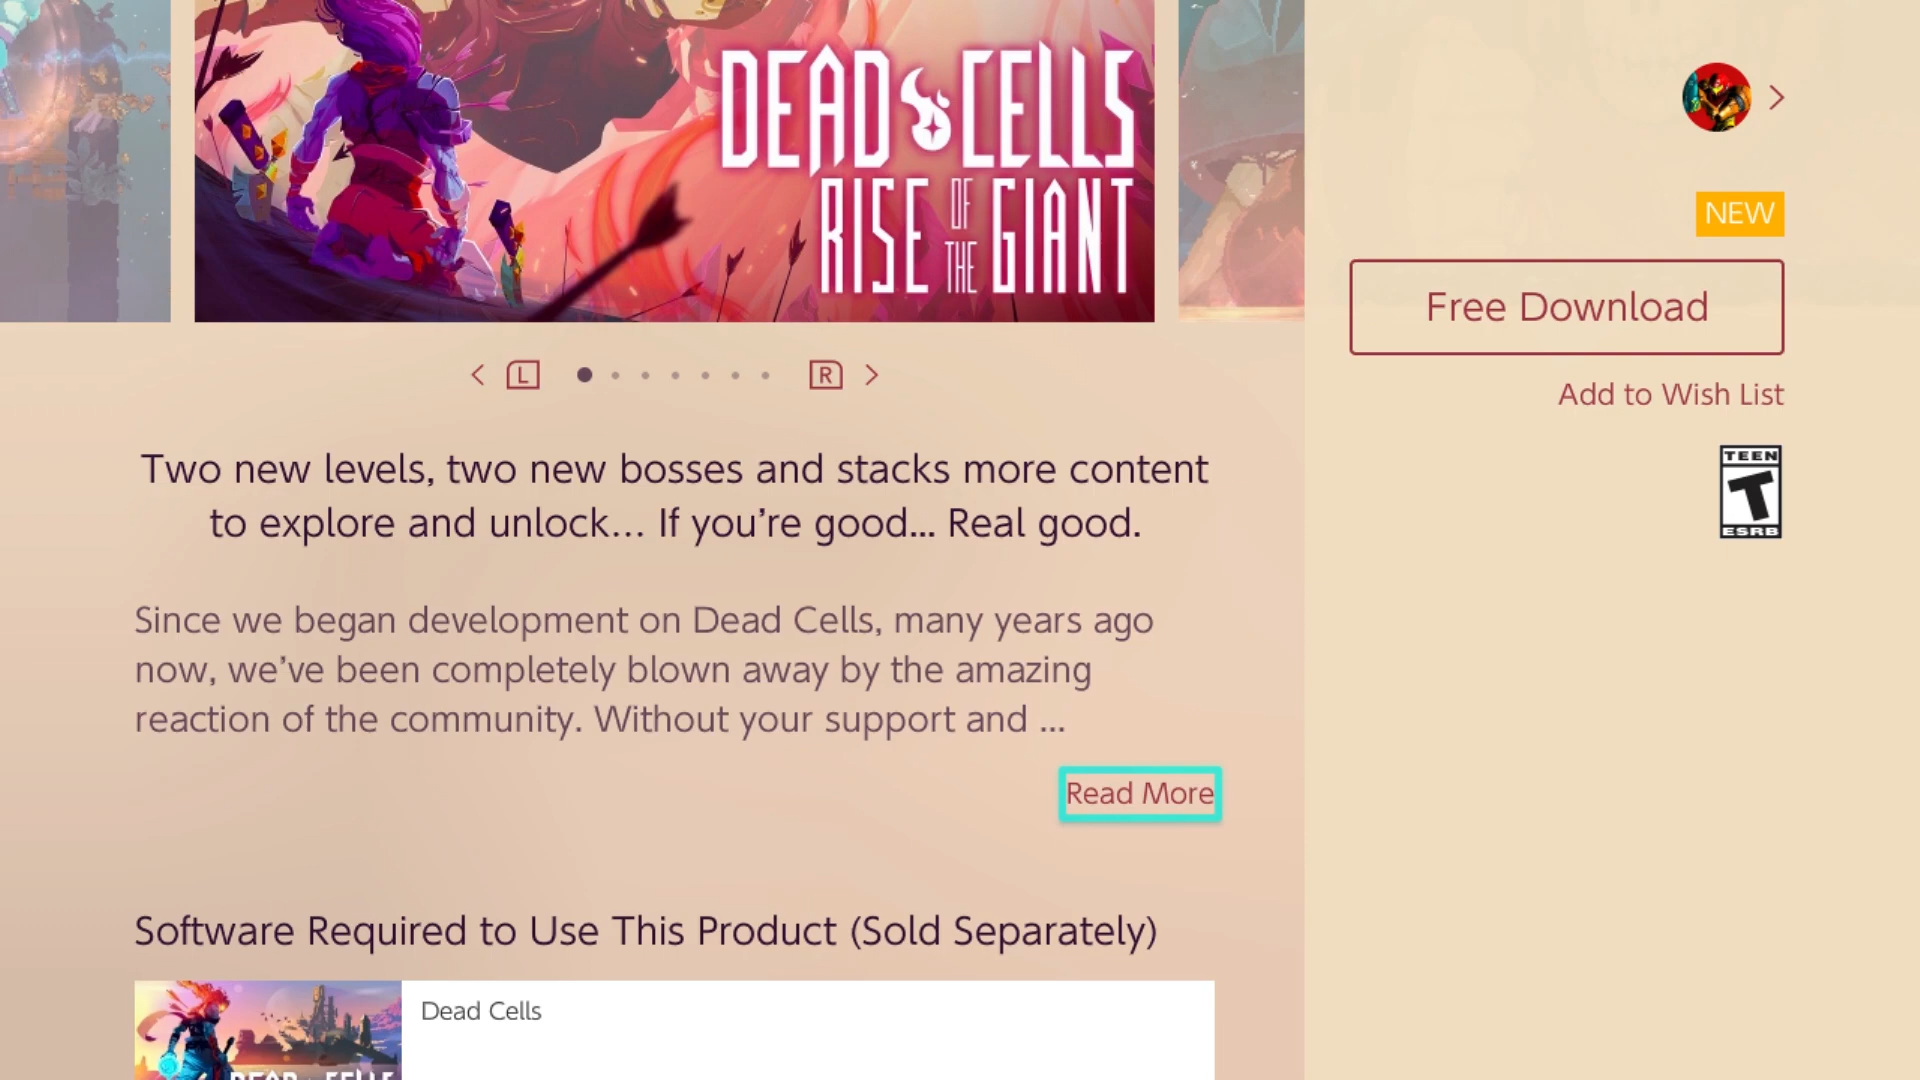 DEAD CELLS
RISE OF THE GIANT
NEW
Free Download
Add to Wish List
TEEN
T
ESRB
L
R
Two new levels, two new bosses and stacks more content
to explore and unlock... If you’re good... Real good.
Since we began development on Dead Cells, many years ago
now, we’ve been completely blown away by the amazing
reaction of the community. Without your support and ...
Read More
Software Required to Use This Product (Sold Separately)
Dead Cells
DEAD CELLS